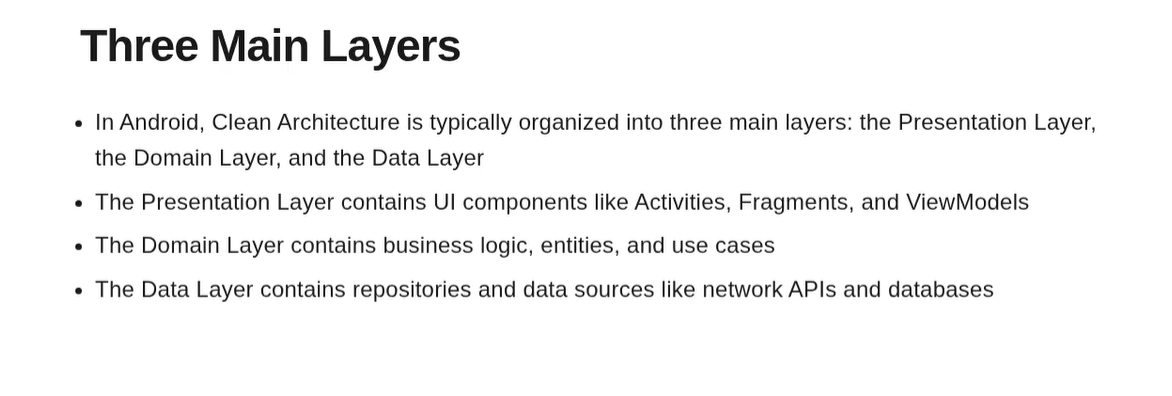 Three Main Layers
• In Android, Clean Architecture is typically organized into three main layers: the Presentation Layer,
the Domain Layer, and the Data Layer
• The Presentation Layer contains UI components like Activities, Fragments, and ViewModels
• The Domain Layer contains business logic, entities, and use cases
• The Data Layer contains repositories and data sources like network APIs and databases